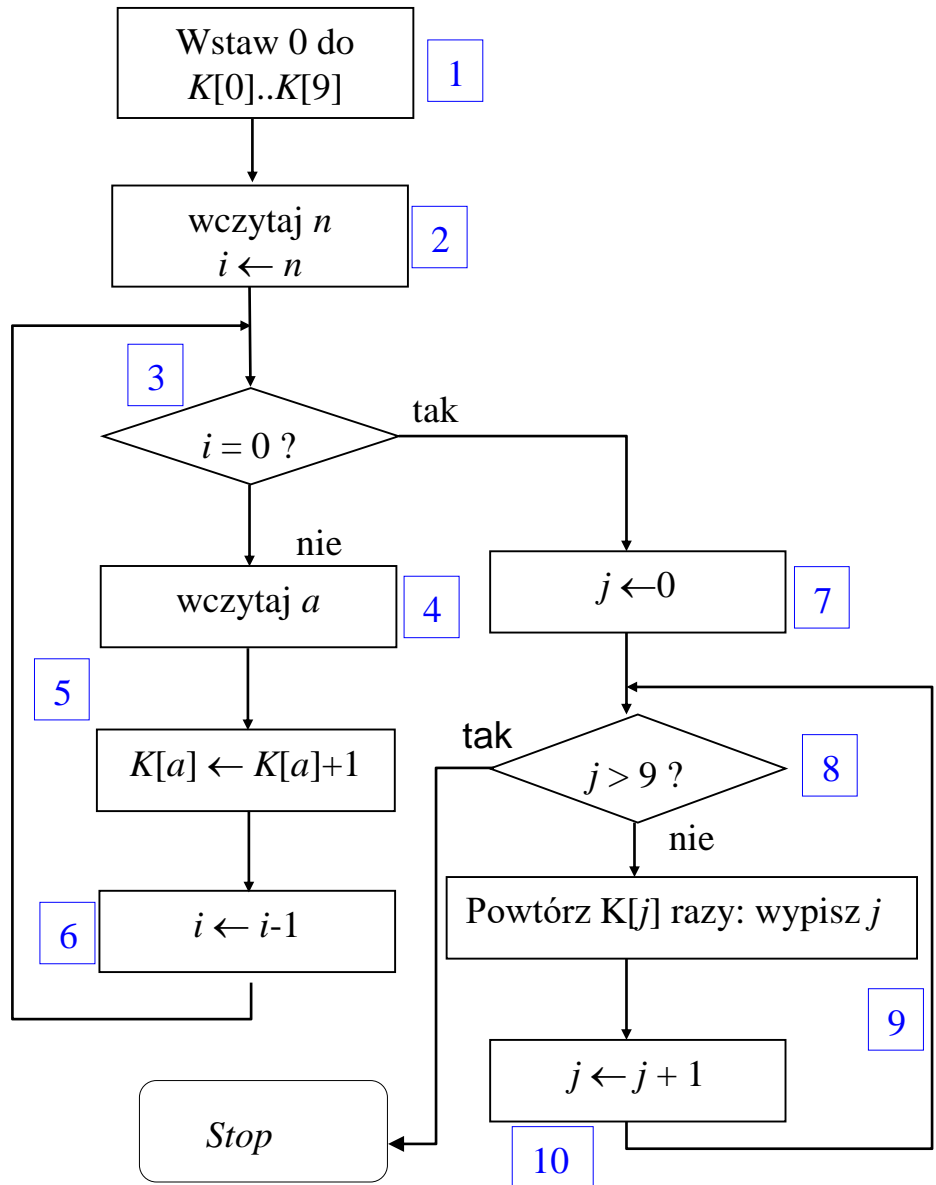 Wstaw 0 do
K[0]..K[9]
1
wczytaj n
i ← n
2
3
i = 0 ?
tak
nie
wczytaj a
4
j ←0
7
5
K[a] ← K[a]+1
tak
j > 9 ?
8
nie
Powtórz K[j] razy: wypisz j
6
i ← i-1
9
j ← j + 1
Stop
10